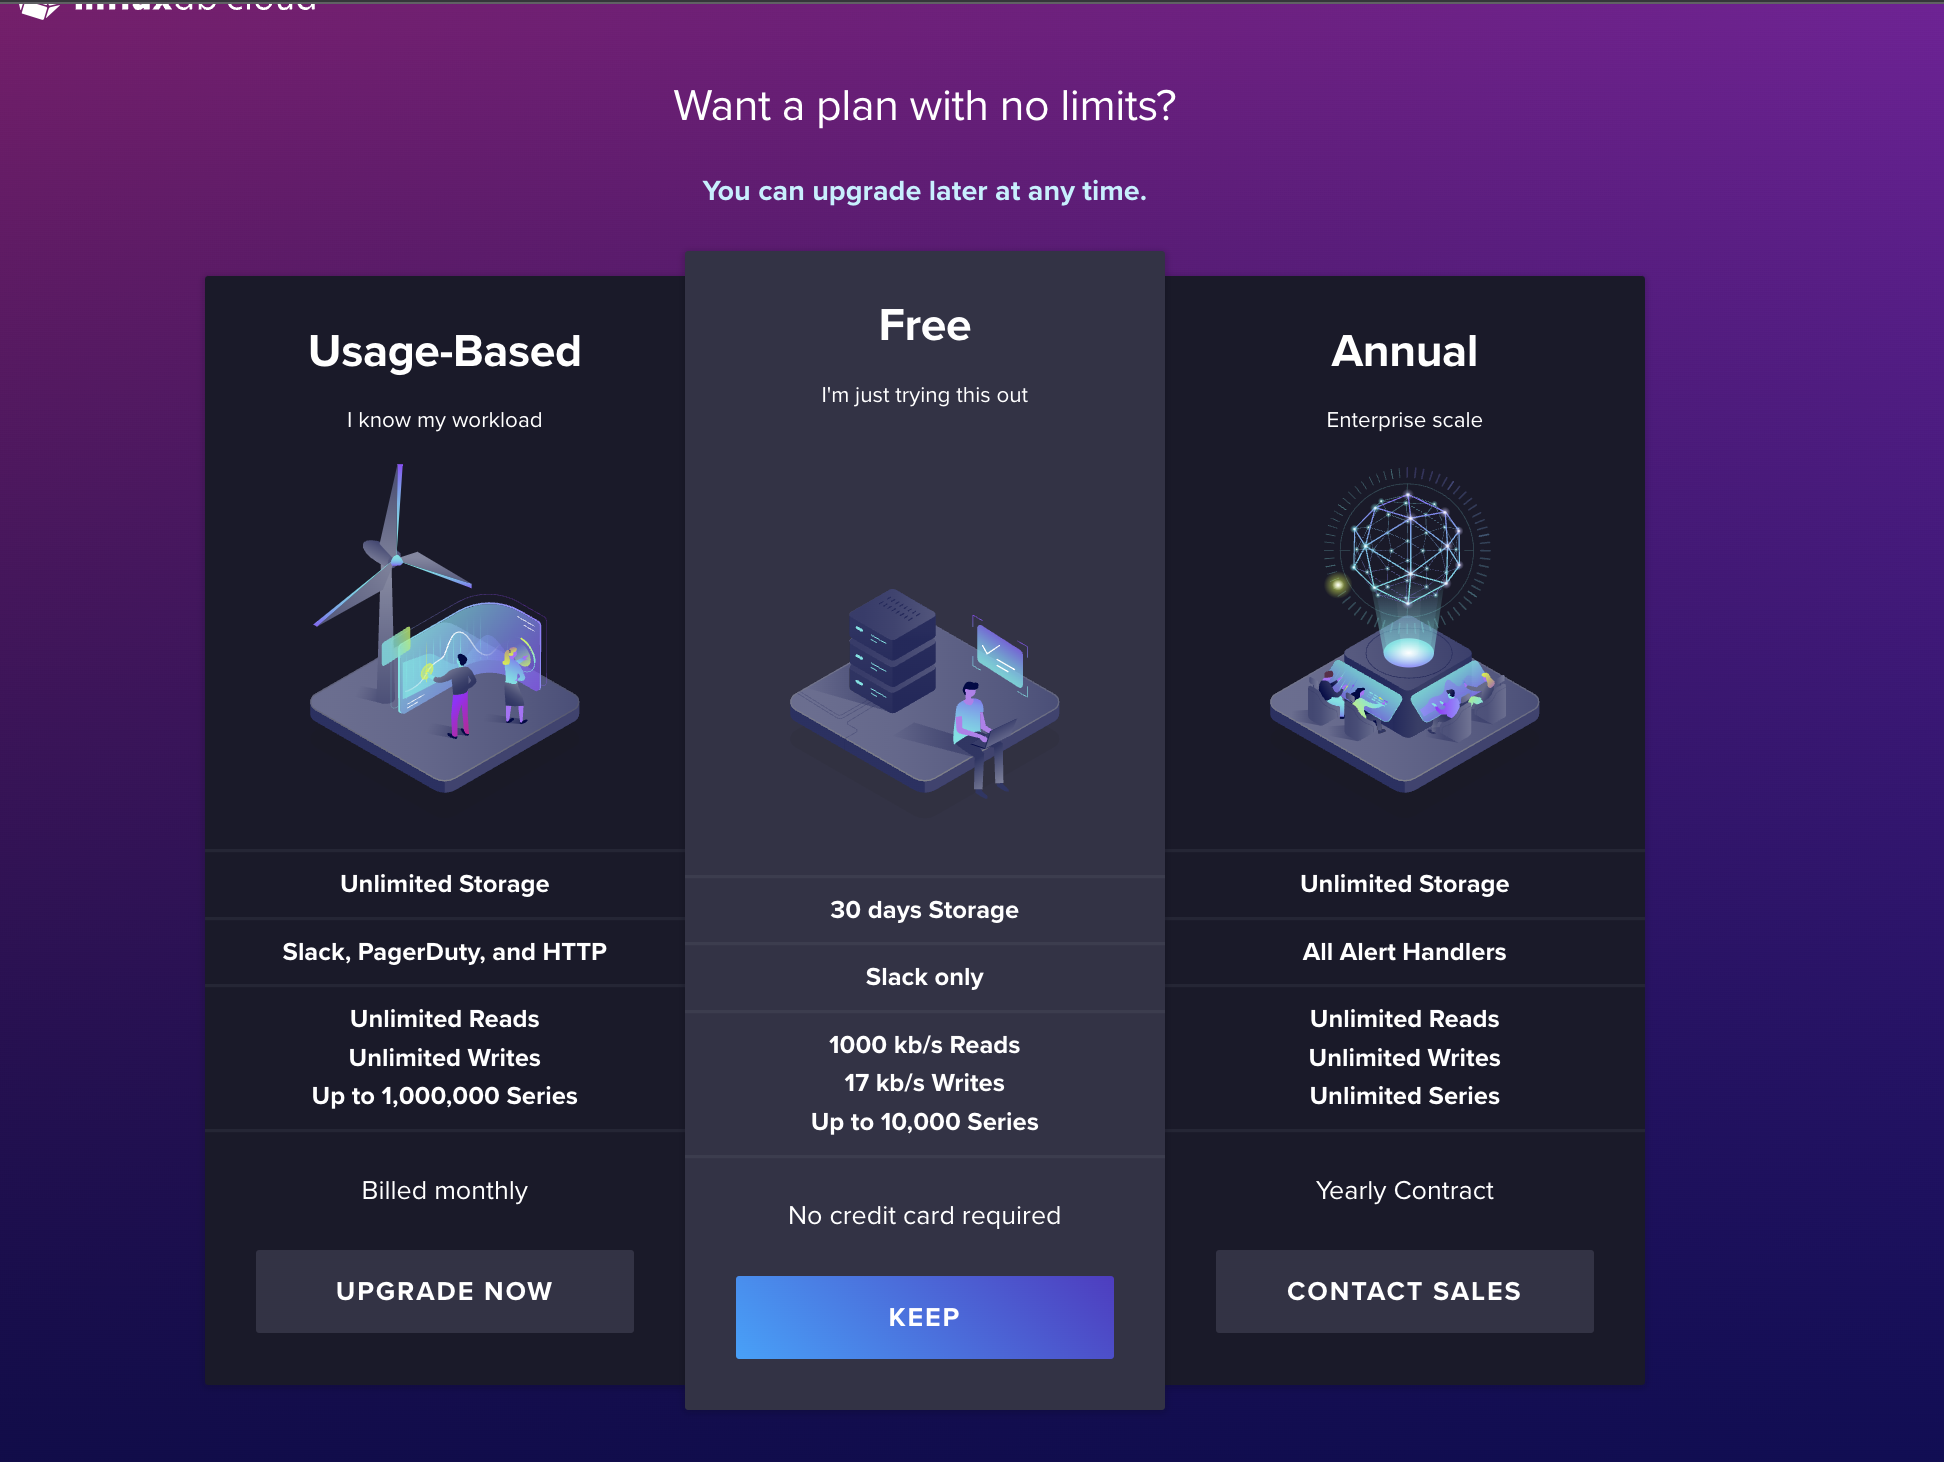 influxdb cloud
Want a plan with no limits?
You can upgrade later at any time.
Usage-Based
I know my workload
Unlimited Storage
Slack, PagerDuty, and HTTP
Unlimited Reads
Unlimited Writes
Up to 1,000,000 Series
Billed monthly
UPGRADE NOW
Free
I'm just trying this out
30 days Storage
Slack only
1000 kb/s Reads
17 kb/s Writes
Up to 10,000 Series
No credit card required
KEEP
Annual
Enterprise scale
Unlimited Storage
All Alert Handlers
Unlimited Reads
Unlimited Writes
Unlimited Series
Yearly Contract
CONTACT SALES